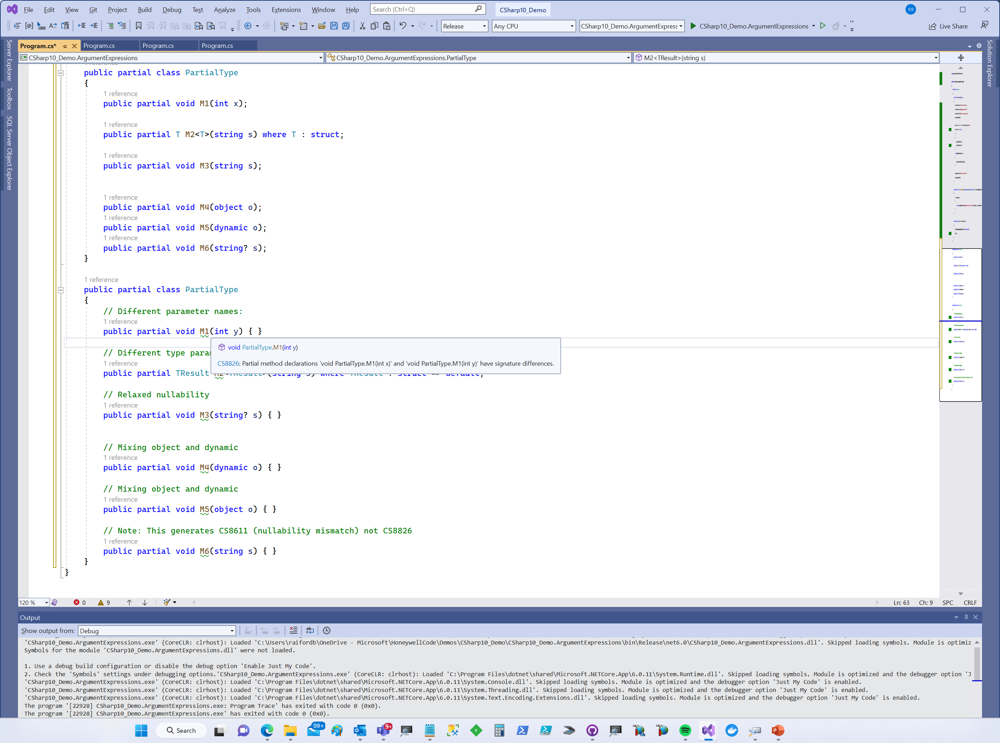 File Edit View Git Project Build Debug Test Analyze Tools Extensions Window Help Search (Ctrl+Q) CSharp10_Demo RB
Release Any CPU CSharp10_Demo.ArgumentExpress CSharp10_Demo.ArgumentExpressions Live Share
Program.cs* Program.cs Program.cs Program.cs
CSharp10_Demo.ArgumentExpressions CSharp10_Demo.ArgumentExpressions.PartialType M2<TResult>(string s)
Server Explorer
Toolbox
SQL Server Object Explorer
Solution Explorer
public partial class PartialType
{
1 reference
public partial void M1(int x);
1 reference
public partial T M2<T>(string s) where T : struct;
1 reference
public partial void M3(string s);
1 reference
public partial void M4(object o);
1 reference
public partial void M5(dynamic o);
1 reference
public partial void M6(string? s);
}
1 reference
public partial class PartialType
{
// Different parameter names:
1 reference
public partial void M1(int y) { }
void PartialType.M1(int y)
CS8826: Partial method declarations 'void PartialType.M1(int x)' and 'void PartialType.M1(int y)' have signature differences.
// Different type para
1 reference
public partial TResult M2<TResult>(string s) where TResult : struct => default;
// Relaxed nullability
1 reference
public partial void M3(string? s) { }
// Mixing object and dynamic
1 reference
public partial void M4(dynamic o) { }
// Mixing object and dynamic
1 reference
public partial void M5(object o) { }
// Note: This generates CS8611 (nullability mismatch) not CS8826
1 reference
public partial void M6(string s) { }
}
}
120 % 0 9 Ln: 63 Ch: 9 SPC CRLF
Output
Show output from: Debug
'CSharp10_Demo.ArgumentExpressions.exe' (CoreCLR: clrhost): Loaded 'C:\Users\raifordb\OneDrive - Microsoft\HoneywellCode\Demos\CSharp10_Demo\CSharp10_Demo.ArgumentExpressions\bin\Release\net6.0\CSharp10_Demo.ArgumentExpressions.dll'. Skipped loading symbols. Module is optimiz
Symbols for the module 'CSharp10_Demo.ArgumentExpressions.dll' were not loaded.
1. Use a debug build configuration or disable the debug option 'Enable Just My Code'.
2. Check the 'Symbols' settings under debugging options.'CSharp10_Demo.ArgumentExpressions.exe' (CoreCLR: clrhost): Loaded 'C:\Program Files\dotnet\shared\Microsoft.NETCore.App\6.0.11\System.Runtime.dll'. Skipped loading symbols. Module is optimized and the debugger option 'J
'CSharp10_Demo.ArgumentExpressions.exe' (CoreCLR: clrhost): Loaded 'C:\Program Files\dotnet\shared\Microsoft.NETCore.App\6.0.11\System.Console.dll'. Skipped loading symbols. Module is optimized and the debugger option 'Just My Code' is enabled.
'CSharp10_Demo.ArgumentExpressions.exe' (CoreCLR: clrhost): Loaded 'C:\Program Files\dotnet\shared\Microsoft.NETCore.App\6.0.11\System.Threading.dll'. Skipped loading symbols. Module is optimized and the debugger option 'Just My Code' is enabled.
'CSharp10_Demo.ArgumentExpressions.exe' (CoreCLR: clrhost): Loaded 'C:\Program Files\dotnet\shared\Microsoft.NETCore.App\6.0.11\System.Text.Encoding.Extensions.dll'. Skipped loading symbols. Module is optimized and the debugger option 'Just My Code' is enabled.
The program '[22928] CSharp10_Demo.ArgumentExpressions.exe: Program Trace' has exited with code 0 (0x0).
The program '[22928] CSharp10_Demo.ArgumentExpressions.exe' has exited with code 0 (0x0).
Search 99+ 9+